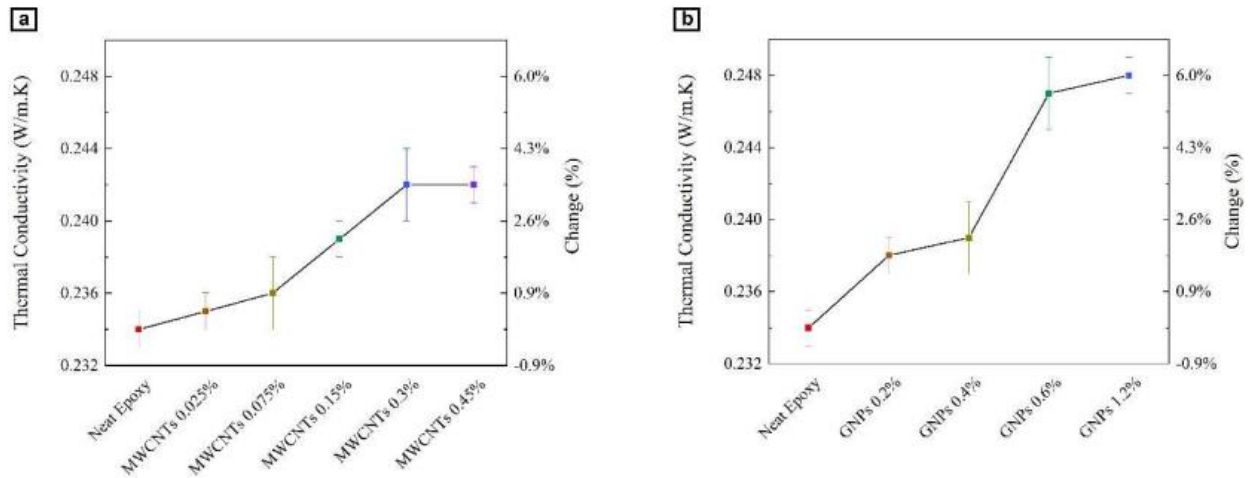 a
Thermal Conductivity (W/m.K)
0.248
0.244
0.240
0.236
0.232
6.0%
4.3%
2.6%
0.9%
-0.9%
Change (%)
Neat Epoxy
MWCNTs 0.025%
MWCNTs 0.075%
MWCNTs 0.15%
MWCNTs 0.3%
MWCNTs 0.45%
b
Thermal Conductivity (W/m.K)
0.248
0.244
0.240
0.236
0.232
6.0%
4.3%
2.6%
0.9%
-0.9%
Change (%)
Neat Epoxy
GNPs 0.2%
GNPs 0.4%
GNPs 0.6%
GNPs 1.2%